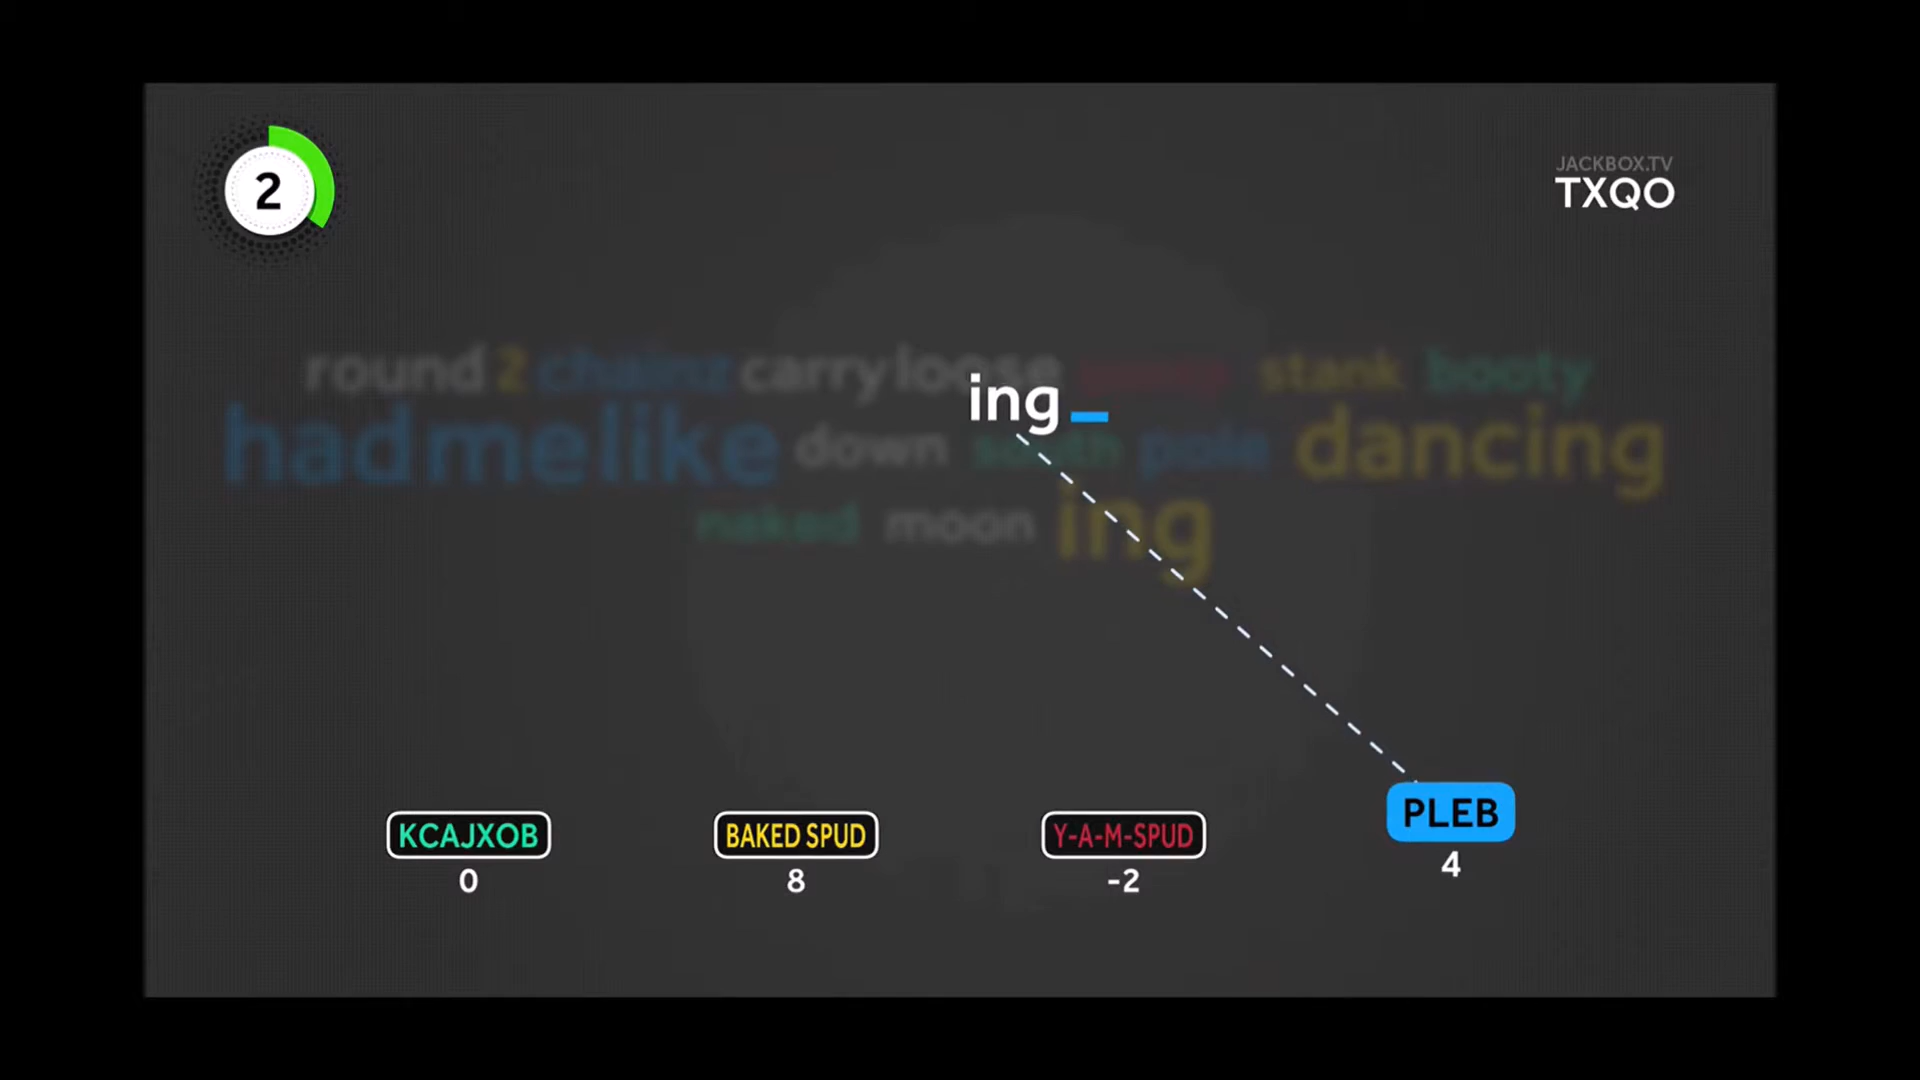 2
JACKBOX.TV
TXQO
round 2 chainz carry loose stank booty
ing _
hadmelike down south pole dancing
naked moon ing
KCAJXOB BAKED SPUD Y-A-M-SPUD PLEB
0 8 -2 4